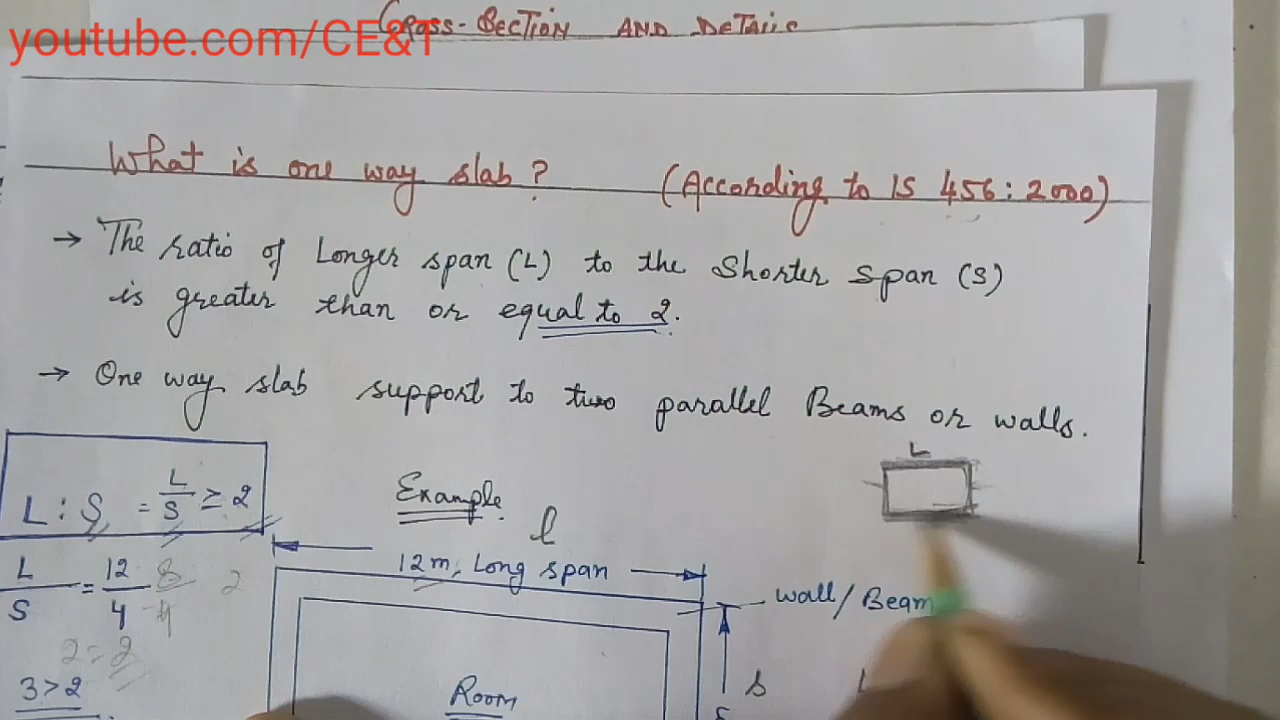 Cross-Section AND Details
youtube.com/CE&T
What is one way slab? (According to IS 456:2000)
→ The ratio of Longer span (L) to the Shorter Span (S)
is greater than or equal to 2.
→ One way slab support to two parallel Beams or walls.
L
L : S = L/S ≥ 2
Example
l
L/S = 12/4 8/4 2
12m, Long span
wall/Beam
2 = 2
3 > 2
Room
s